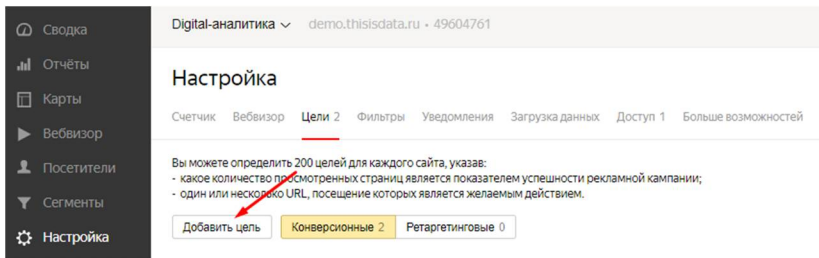 Сводка
Отчёты
Карты
Вебвизор
Посетители
Сегменты
Настройка
Digital-аналитика demo.thisisdata.ru • 49604761
Настройка
Счетчик Вебвизор Цели 2 Фильтры Уведомления Загрузка данных Доступ 1 Больше возможностей
Вы можете определить 200 целей для каждого сайта, указав:
- какое количество просмотренных страниц является показателем успешности рекламной кампании;
- один или несколько URL, посещение которых является желаемым действием.
Добавить цель Конверсионные 2 Ретаргетинговые 0